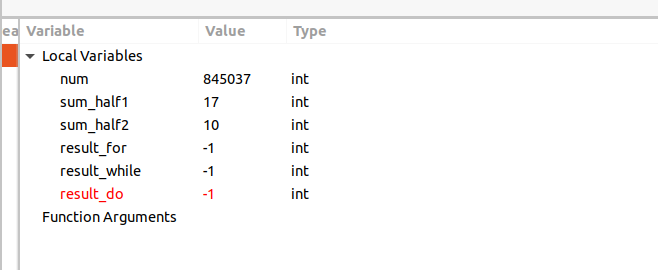 ea Variable Value Type
Local Variables
num 845037 int
sum_half1 17 int
sum_half2 10 int
result_for -1 int
result_while -1 int
result_do -1 int
Function Arguments